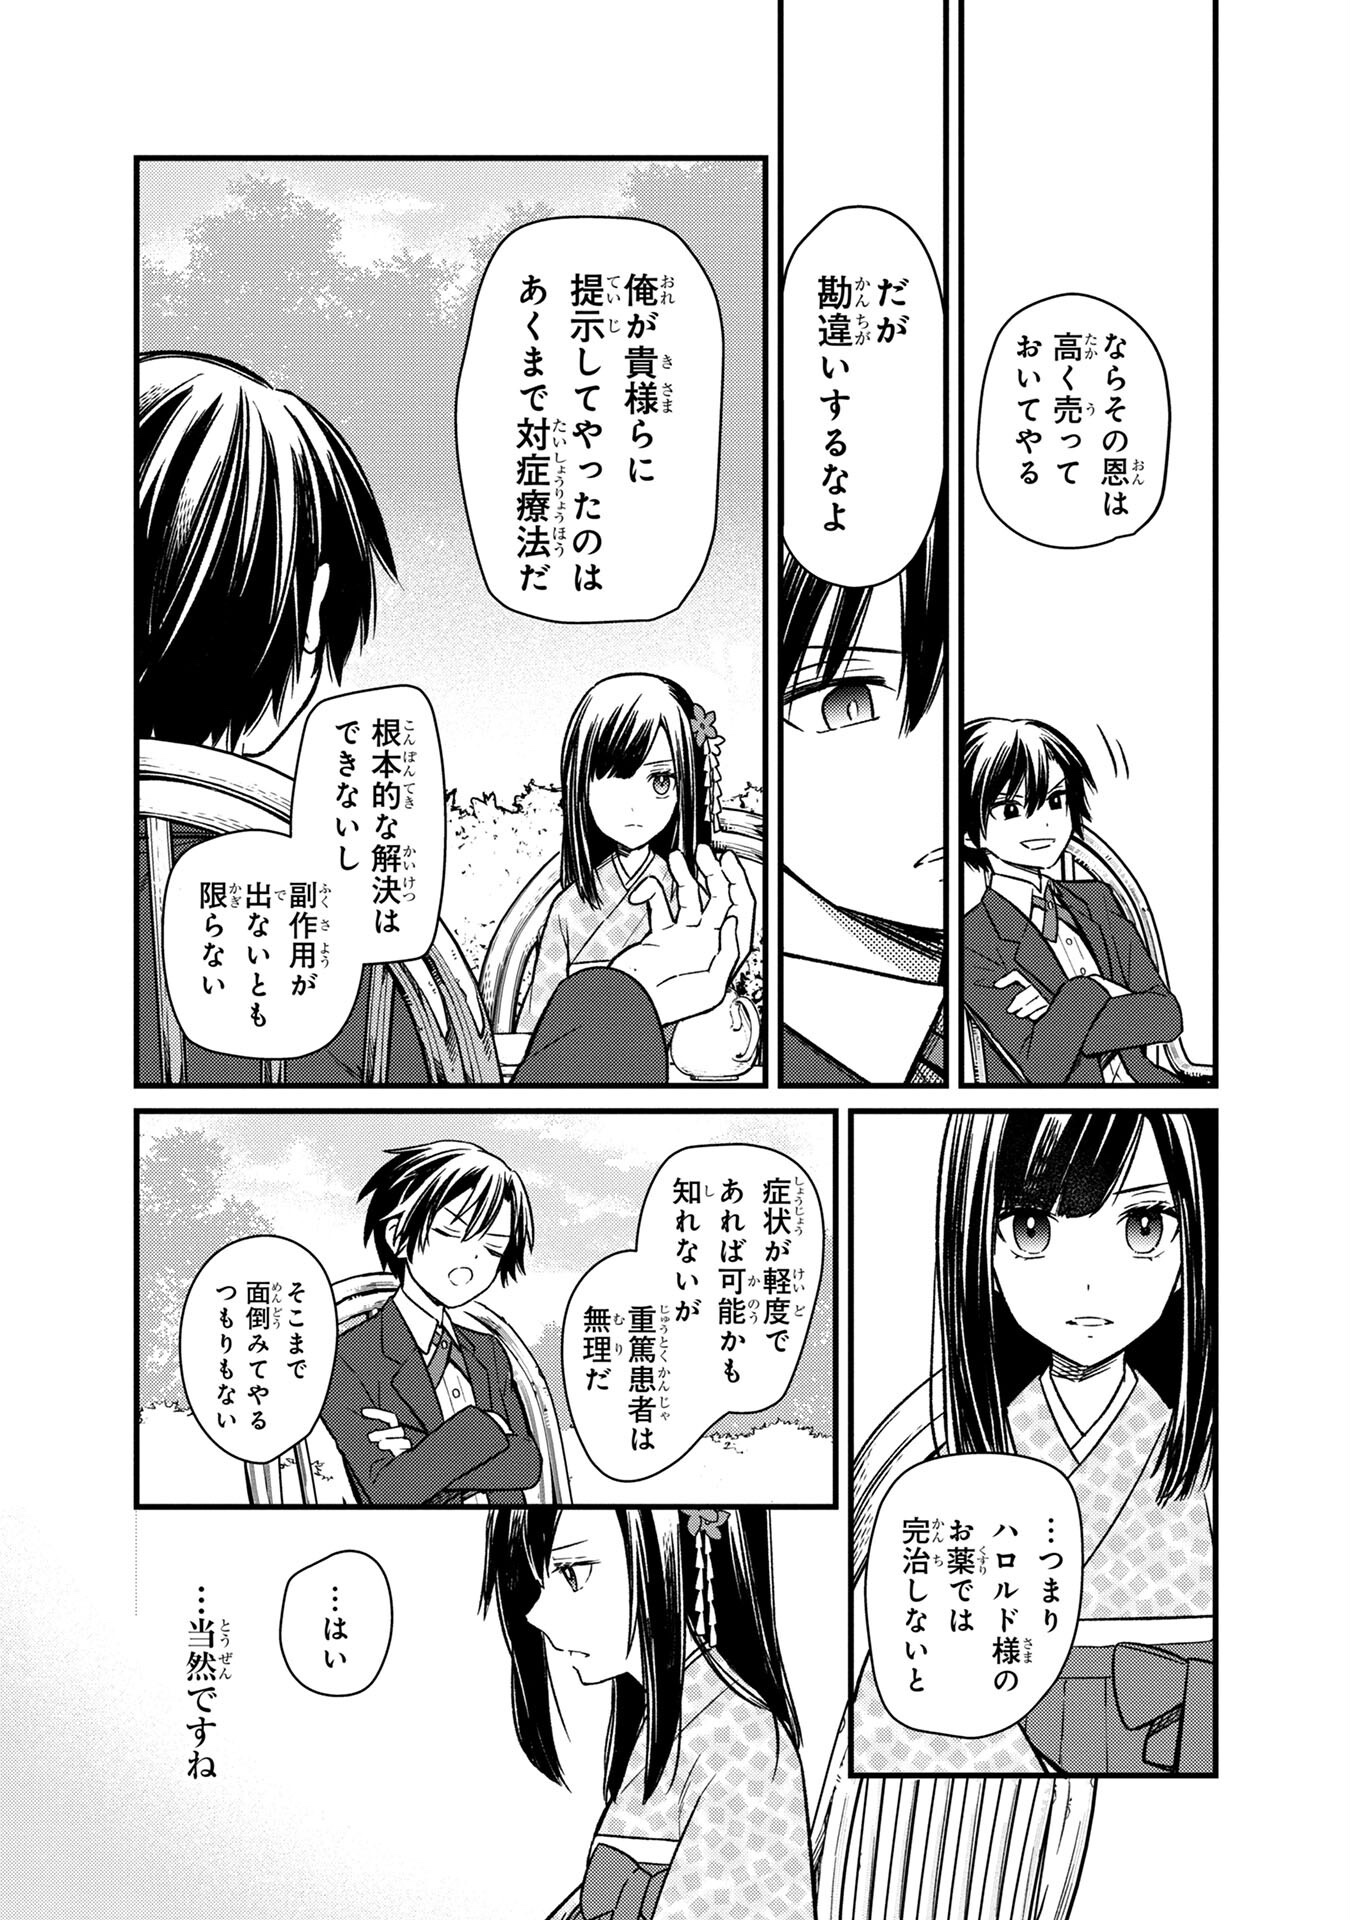 ならその恩は
高く売って
おいてやる
だが
勘違いするなよ
俺が貴様らに
提示してやったのは
あくまで対症療法だ
根本的な解決は
できないし
副作用が
出ないとも
限らない
…つまり
ハロルド様の
お薬では
完治しないと
症状が軽度で
あれば可能かも
知れないが
重篤患者は
無理だ
そこまで
面倒みてやる
つもりもない
…はい
…当然ですね